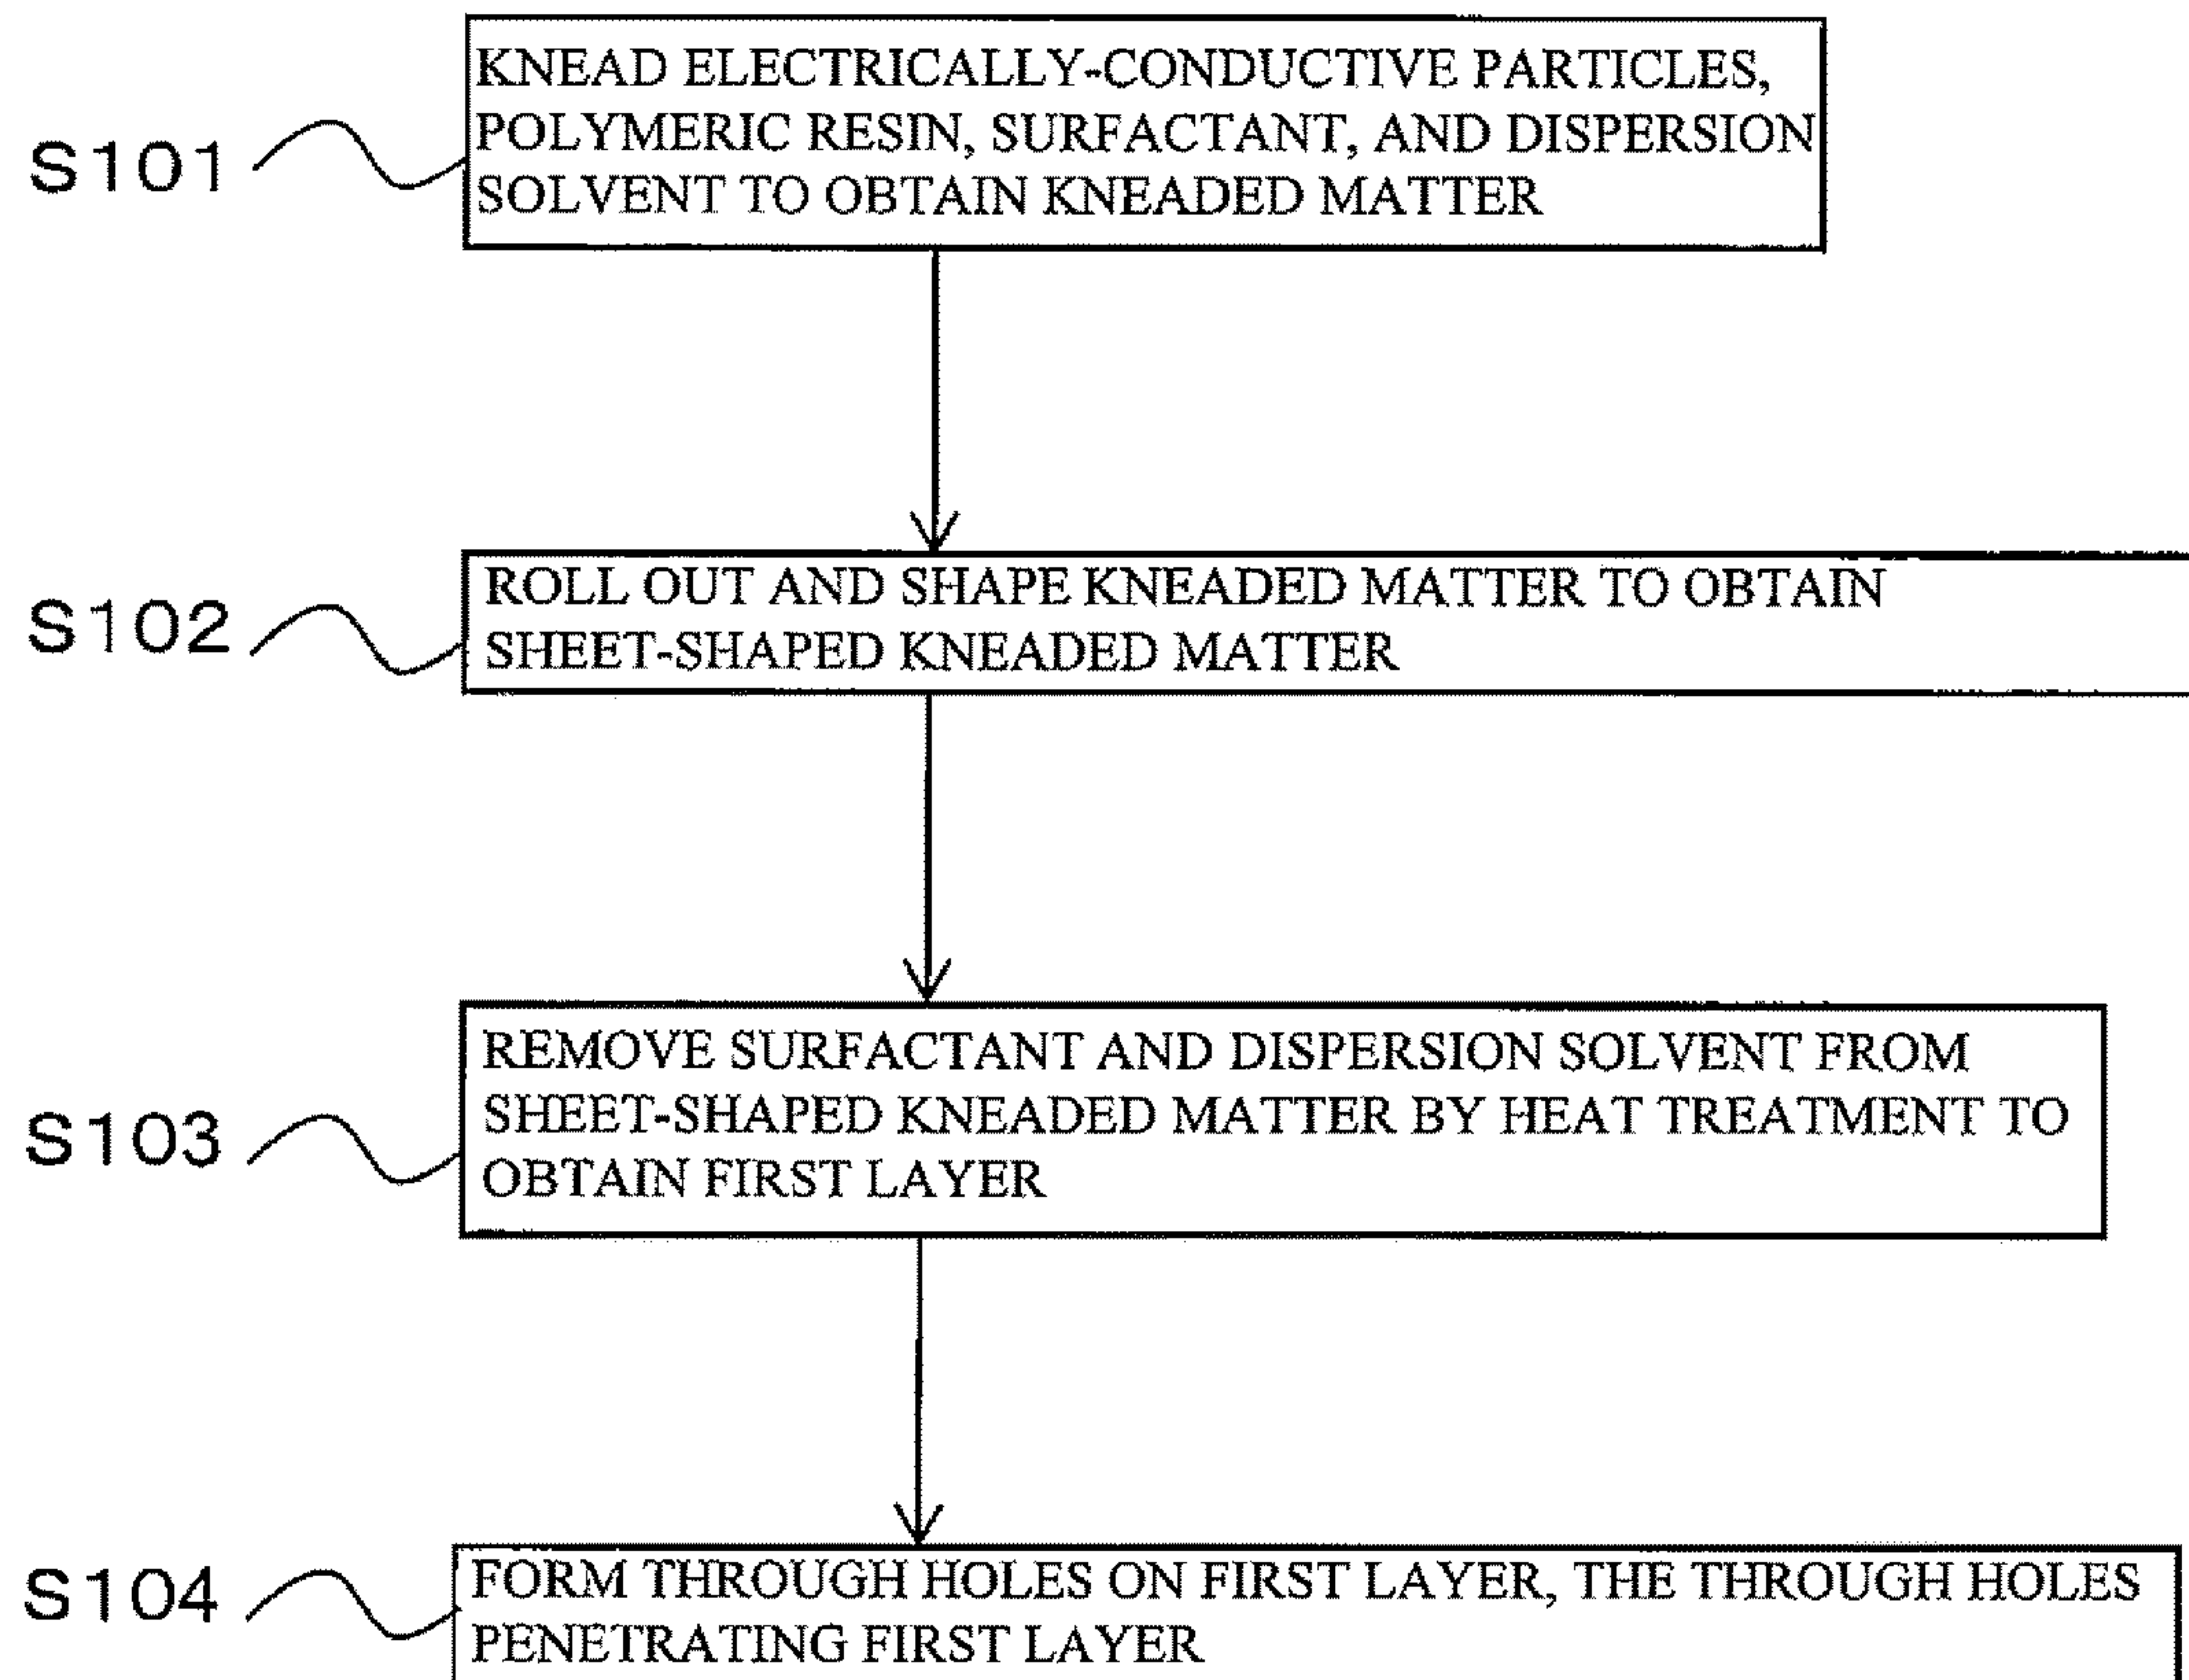 S101
KNEAD ELECTRICALLY-CONDUCTIVE PARTICLES,
POLYMERIC RESIN, SURFACTANT, AND DISPERSION
SOLVENT TO OBTAIN KNEADED MATTER
S102
ROLL OUT AND SHAPE KNEADED MATTER TO OBTAIN
SHEET-SHAPED KNEADED MATTER
S103
REMOVE SURFACTANT AND DISPERSION SOLVENT FROM
SHEET-SHAPED KNEADED MATTER BY HEAT TREATMENT TO
OBTAIN FIRST LAYER
S104
FORM THROUGH HOLES ON FIRST LAYER, THE THROUGH HOLES
PENETRATING FIRST LAYER